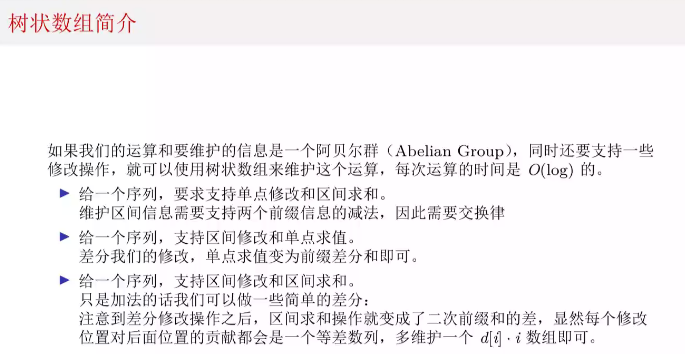 树状数组简介
如果我们的运算和要维护的信息是一个阿贝尔群（Abelian Group），同时还要支持一些
修改操作，就可以使用树状数组来维护这个运算，每次运算的时间是 O(log) 的。
▶ 给一个序列，要求支持单点修改和区间求和。
维护区间信息需要支持两个前缀信息的减法，因此需要交换律
▶ 给一个序列，支持区间修改和单点求值。
差分我们的修改，单点求值变为前缀差分和即可。
▶ 给一个序列，支持区间修改和区间求和。
只是加法的话我们可以做一些简单的差分：
注意到差分修改操作之后，区间求和操作就变成了二次前缀和的差，显然每个修改
位置对后面位置的贡献都会是一个等差数列，多维护一个 d[i] · i 数组即可。